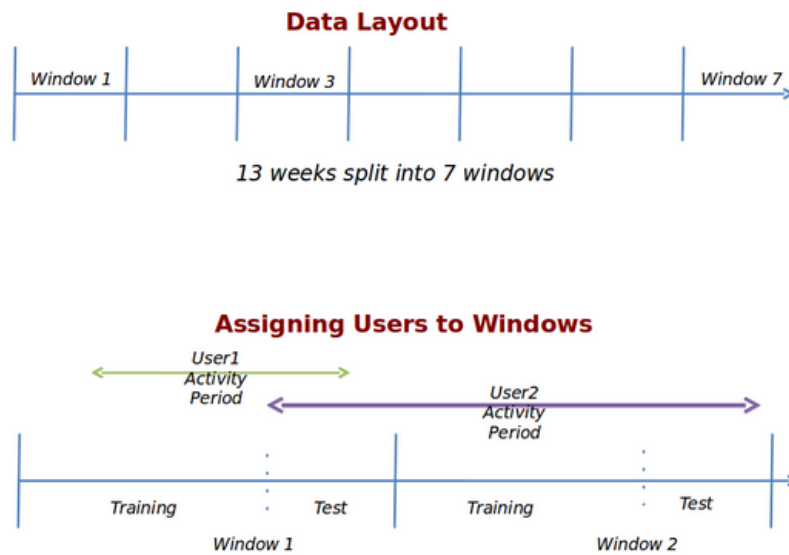 Data Layout
Window 1
Window 3
Window 7
13 weeks split into 7 windows
Assigning Users to Windows
User1
Activity
Period
User2
Activity
Period
Training
Test
Training
Test
Window 1
Window 2